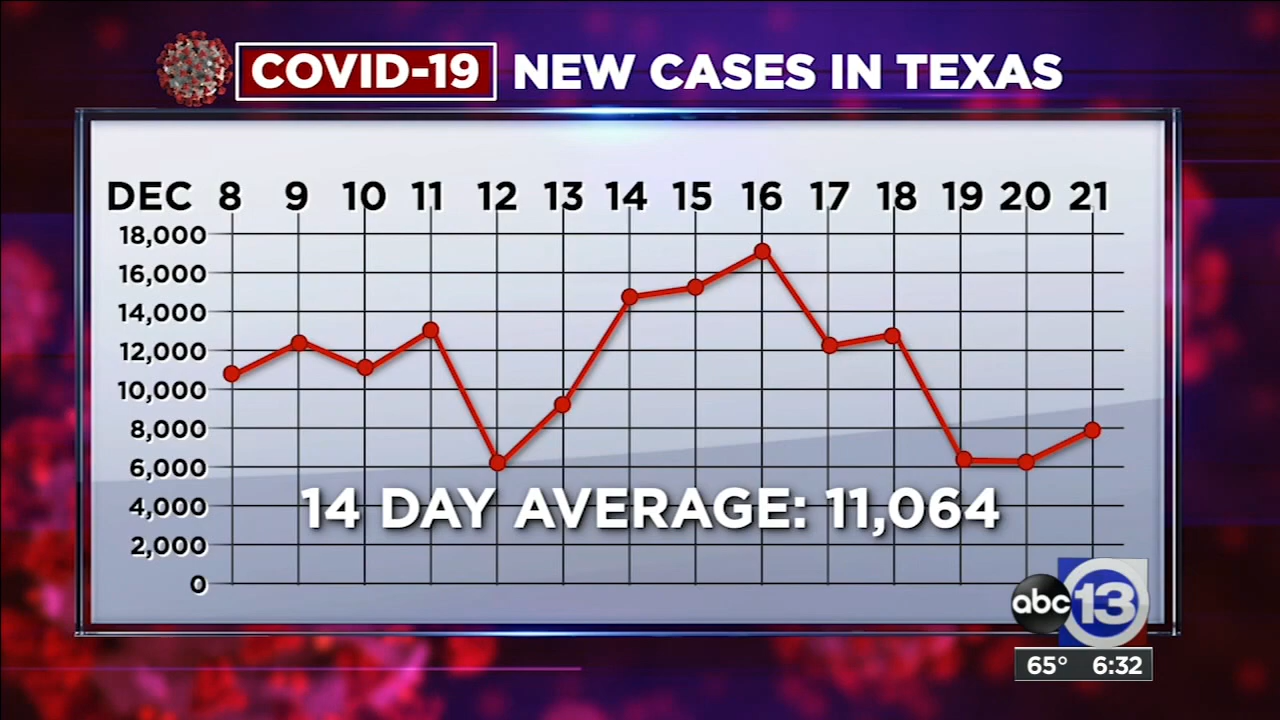 COVID-19 NEW CASES IN TEXAS
DEC 8 9 10 11 12 13 14 15 16 17 18 19 20 21
18,000
16,000
14,000
12,000
10,000
8,000
6,000
4,000
14 DAY AVERAGE: 11,064
2,000
0
abc 13
65° 6:32